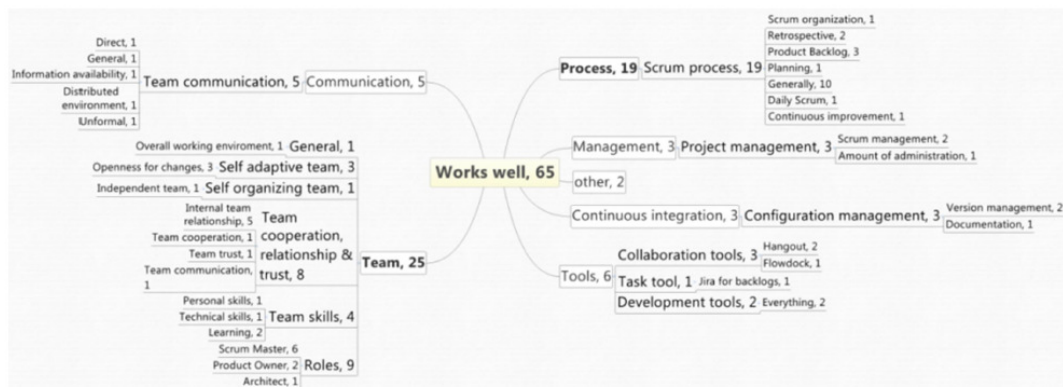 Works well, 65
Communication, 5
Team communication, 5
Direct, 1
General, 1
Information availability, 1
Distributed
environment, 1
Unformal, 1
Team, 25
General, 1
Overall working enviroment, 1
Self adaptive team, 3
Openness for changes, 3
Self organizing team, 1
Independent team, 1
Team
cooperation,
relationship &
trust, 8
Internal team
relationship, 5
Team cooperation, 1
Team trust, 1
Team communication,
1
Team skills, 4
Personal skills, 1
Technical skills, 1
Learning, 2
Roles, 9
Scrum Master, 6
Product Owner, 2
Architect, 1
Process, 19
Scrum process, 19
Scrum organization, 1
Retrospective, 2
Product Backlog, 3
Planning, 1
Generally, 10
Daily Scrum, 1
Continuous improvement, 1
Management, 3
Project management, 3
Scrum management, 2
Amount of administration, 1
other, 2
Continuous integration, 3
Configuration management, 3
Version management, 2
Documentation, 1
Tools, 6
Collaboration tools, 3
Hangout, 2
Flowdock, 1
Task tool, 1
Jira for backlogs, 1
Development tools, 2
Everything, 2